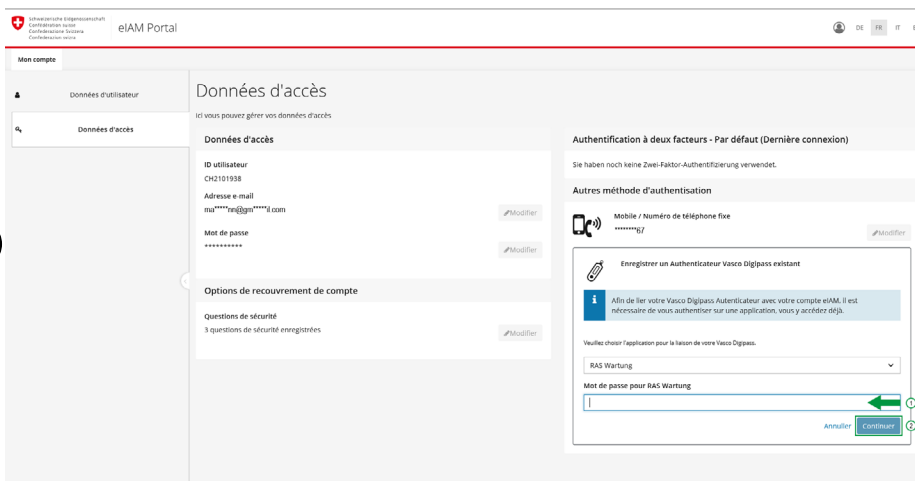 Schweizerische Eidgenossenschaft
Confédération suisse
Confederazione Svizzera
Confederaziun svizra
eIAM Portal
DE FR IT E
Mon compte
Données d'utilisateur
Données d'accès
Données d'accès
Ici vous pouvez gérer vos données d'accès
Données d'accès
ID utilisateur
CH2101938
Adresse e-mail
ma*****nn@gm*****il.com
Modifier
Mot de passe
**********
Modifier
Options de recouvrement de compte
Questions de sécurité
3 questions de sécurité enregistrées
Modifier
Authentification à deux facteurs - Par défaut (Dernière connexion)
Sie haben noch keine Zwei-Faktor-Authentifizierung verwendet.
Autres méthode d'authentisation
Mobile / Numéro de téléphone fixe
********67
Modifier
Enregistrer un Authenticateur Vasco Digipass existant
i
Afin de lier votre Vasco Digipass Autenticateur avec votre compte eIAM, il est
nécessaire de vous authentiser sur une application, vous y accédez déjà.
Veuillez choisir l'application pour la liaison de votre Vasco Digipass.
RAS Wartung
Mot de passe pour RAS Wartung
1
Annuller Continuer 2